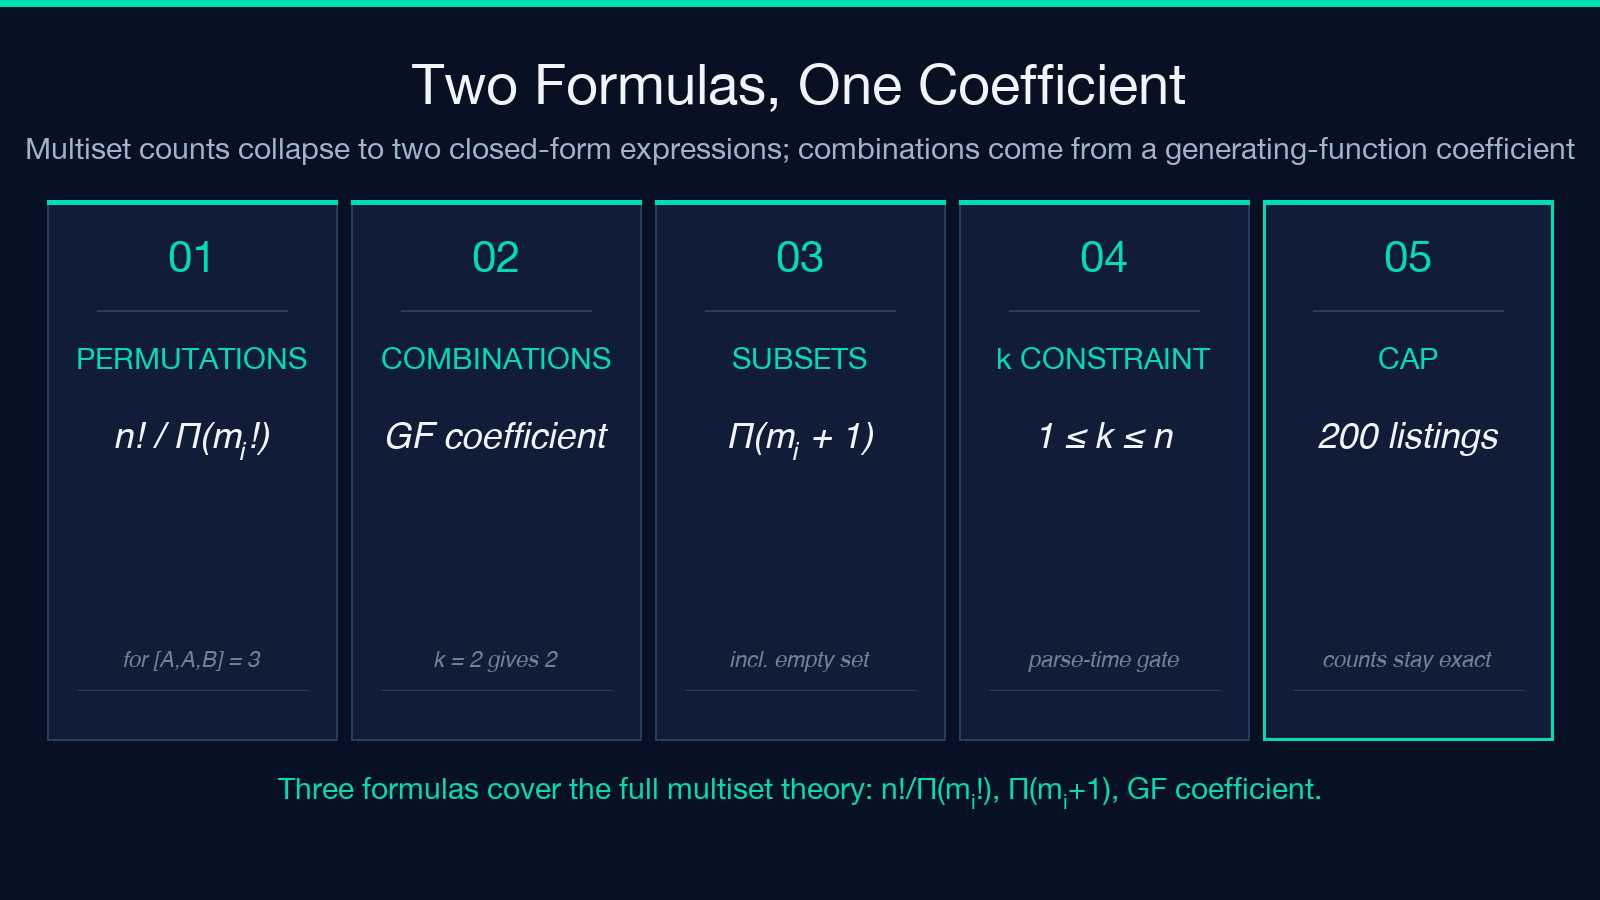 Two Formulas, One Coefficient
Multiset counts collapse to two closed-form expressions; combinations come from a generating-function coefficient
01
PERMUTATIONS
n! / Π(mᵢ!)
for [A,A,B] = 3
02
COMBINATIONS
GF coefficient
k = 2 gives 2
03
SUBSETS
Π(mᵢ + 1)
incl. empty set
04
k CONSTRAINT
1 ≤ k ≤ n
parse-time gate
05
CAP
200 listings
counts stay exact
Three formulas cover the full multiset theory: n!/Π(mᵢ!), Π(mᵢ+1), GF coefficient.